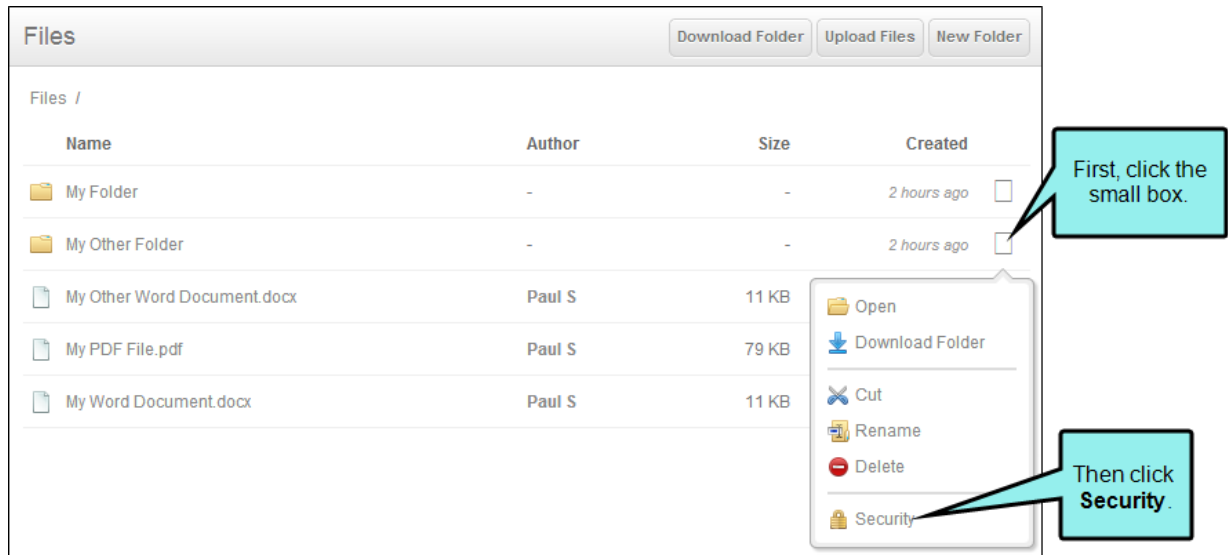 Files Download Folder Upload Files New Folder
Files /
Name Author Size Created
My Folder - - 2 hours ago
My Other Folder - - 2 hours ago
My Other Word Document.docx Paul S 11 KB
My PDF File.pdf Paul S 79 KB
My Word Document.docx Paul S 11 KB
Open
Download Folder
Cut
Rename
Delete
Security
First, click the
small box.
Then click
Security.